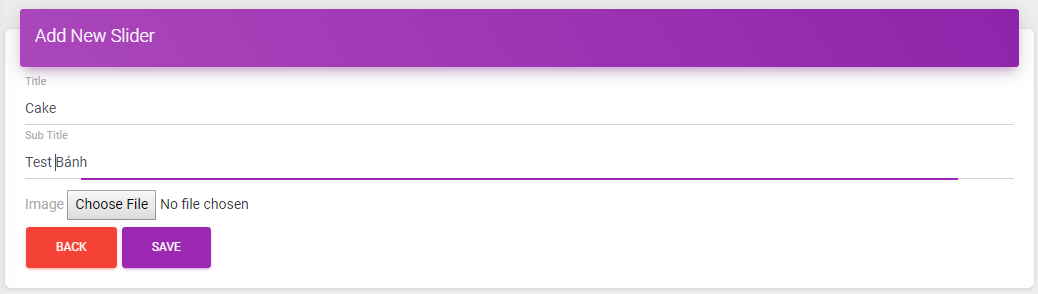 Add New Slider
Title
Cake
Sub Title
Test Bánh
Image Choose File No file chosen
BACK SAVE